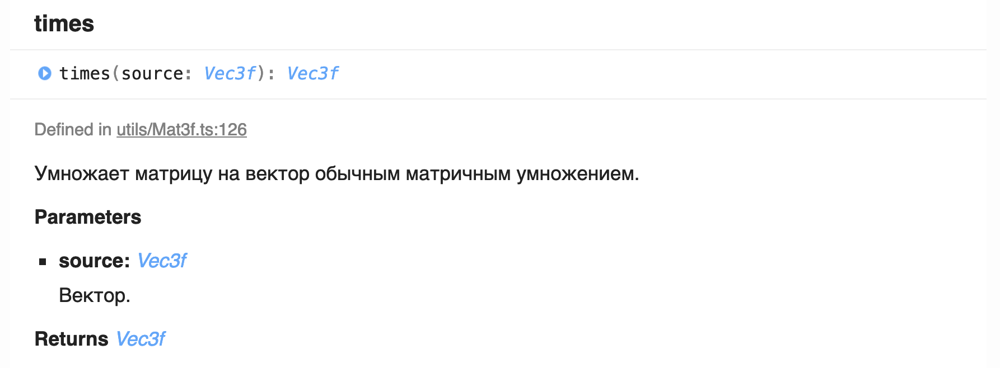 times
times(source: Vec3f): Vec3f
Defined in utils/Mat3f.ts:126
Умножает матрицу на вектор обычным матричным умножением.
Parameters
source: Vec3f
Вектор.
Returns Vec3f